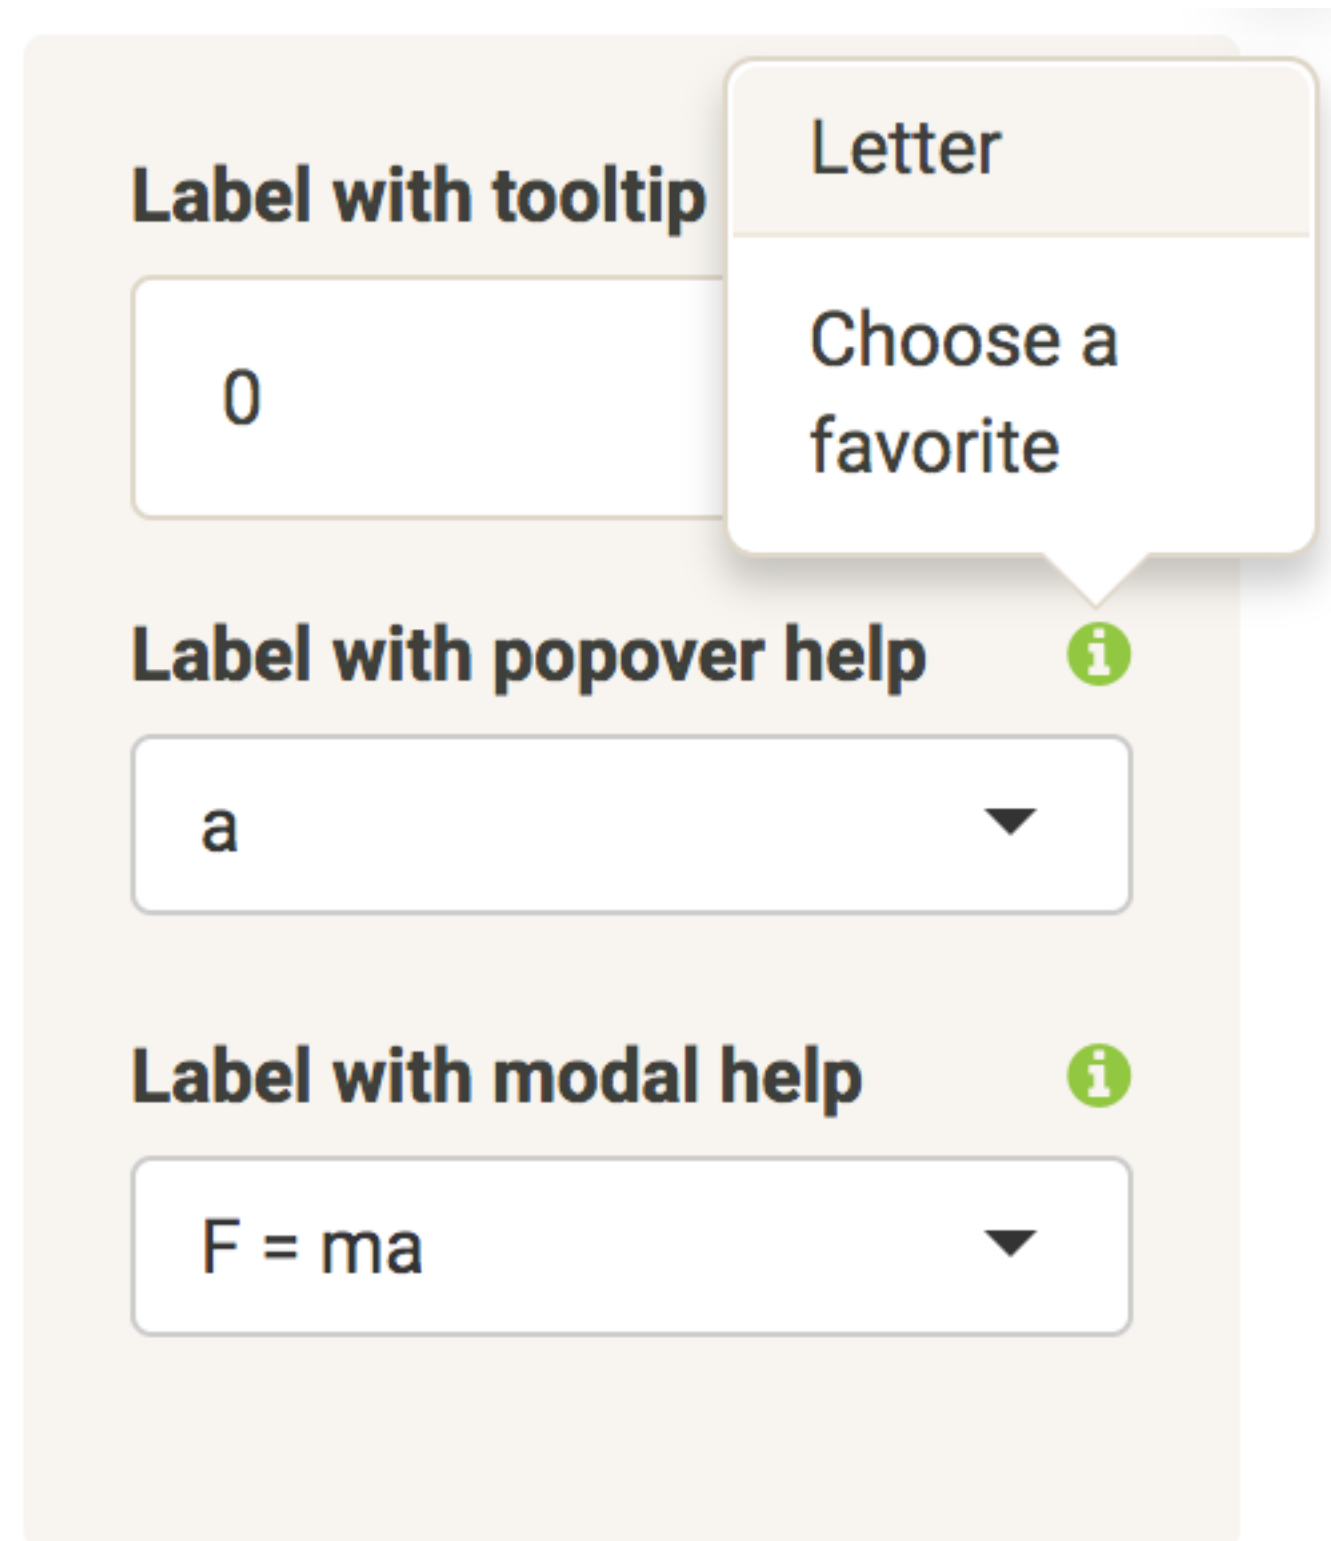 Letter
Choose a
favorite
Label with tooltip
0
Label with popover help
a
Label with modal help
F = ma